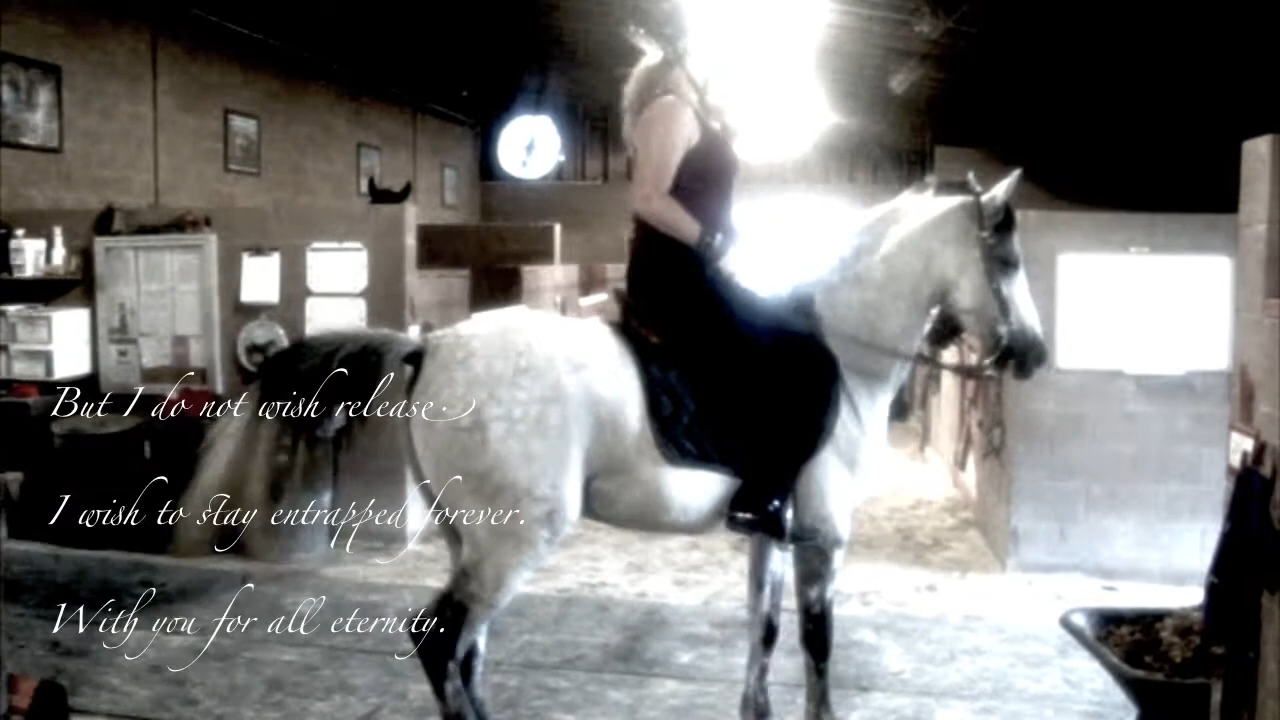 But I do not wish release.
I wish to stay entrapped forever.
With you for all eternity.